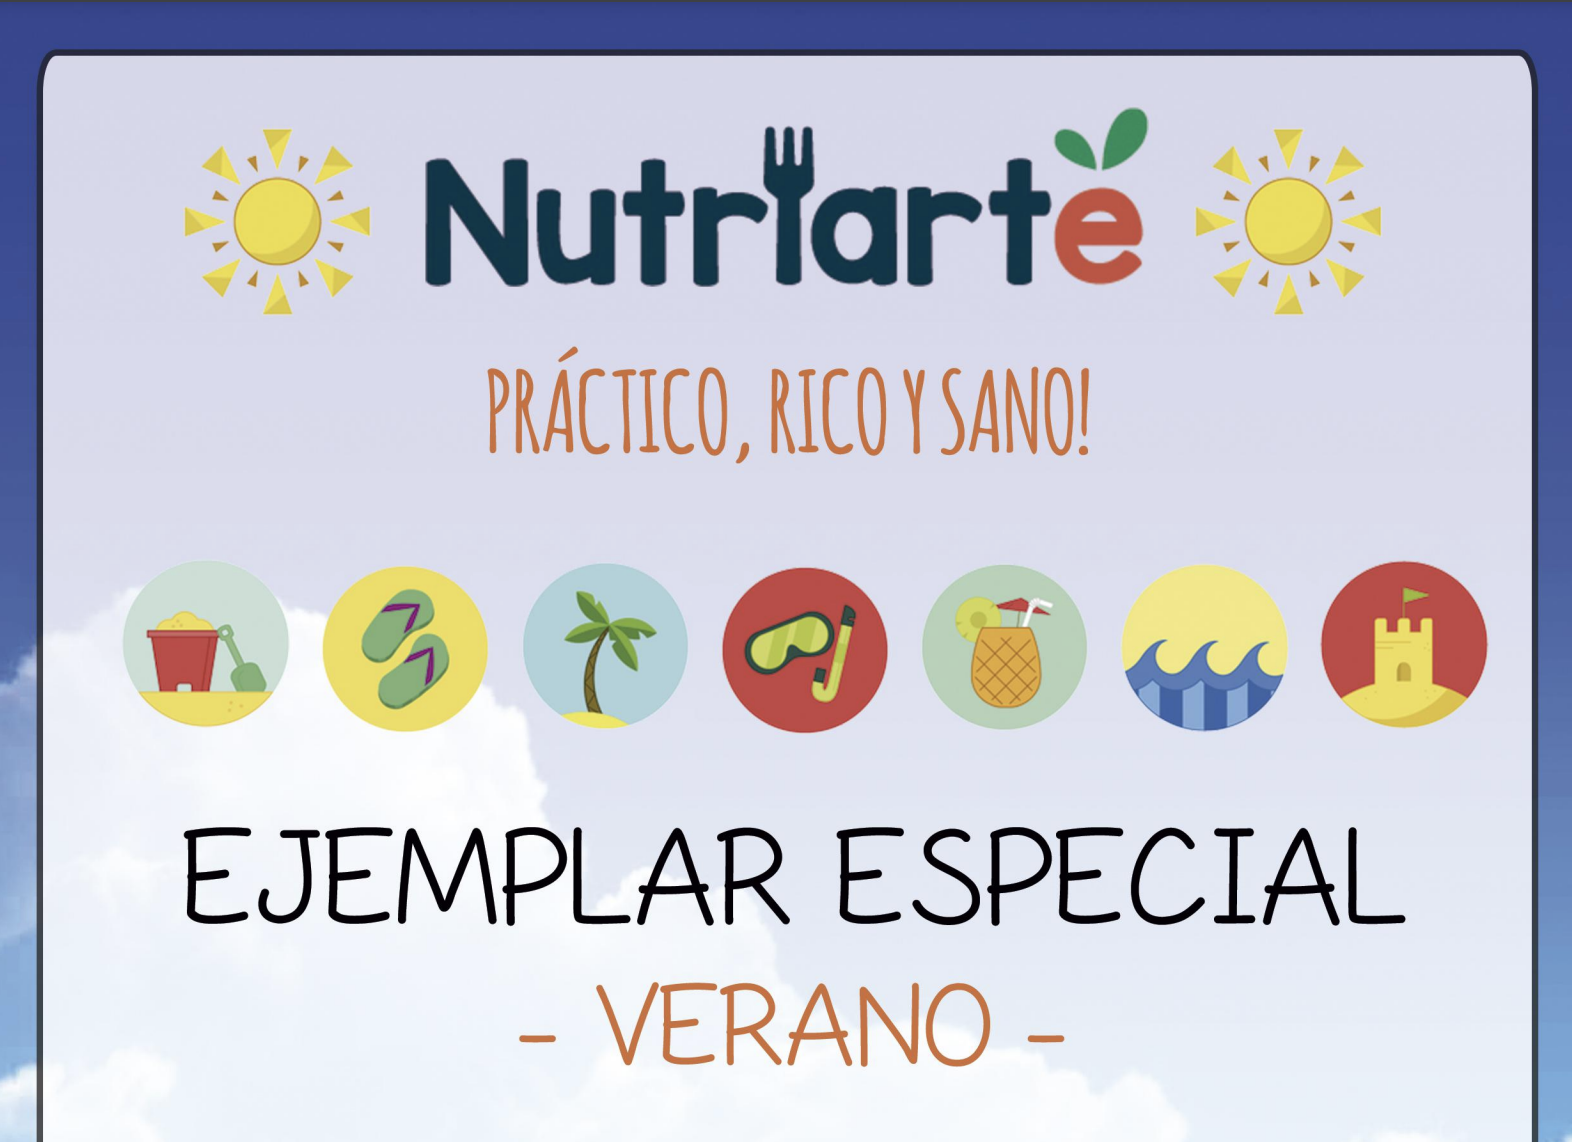 Nutriarte
PRÁCTICO, RICO Y SANO!
EJEMPLAR ESPECIAL
- VERANO -